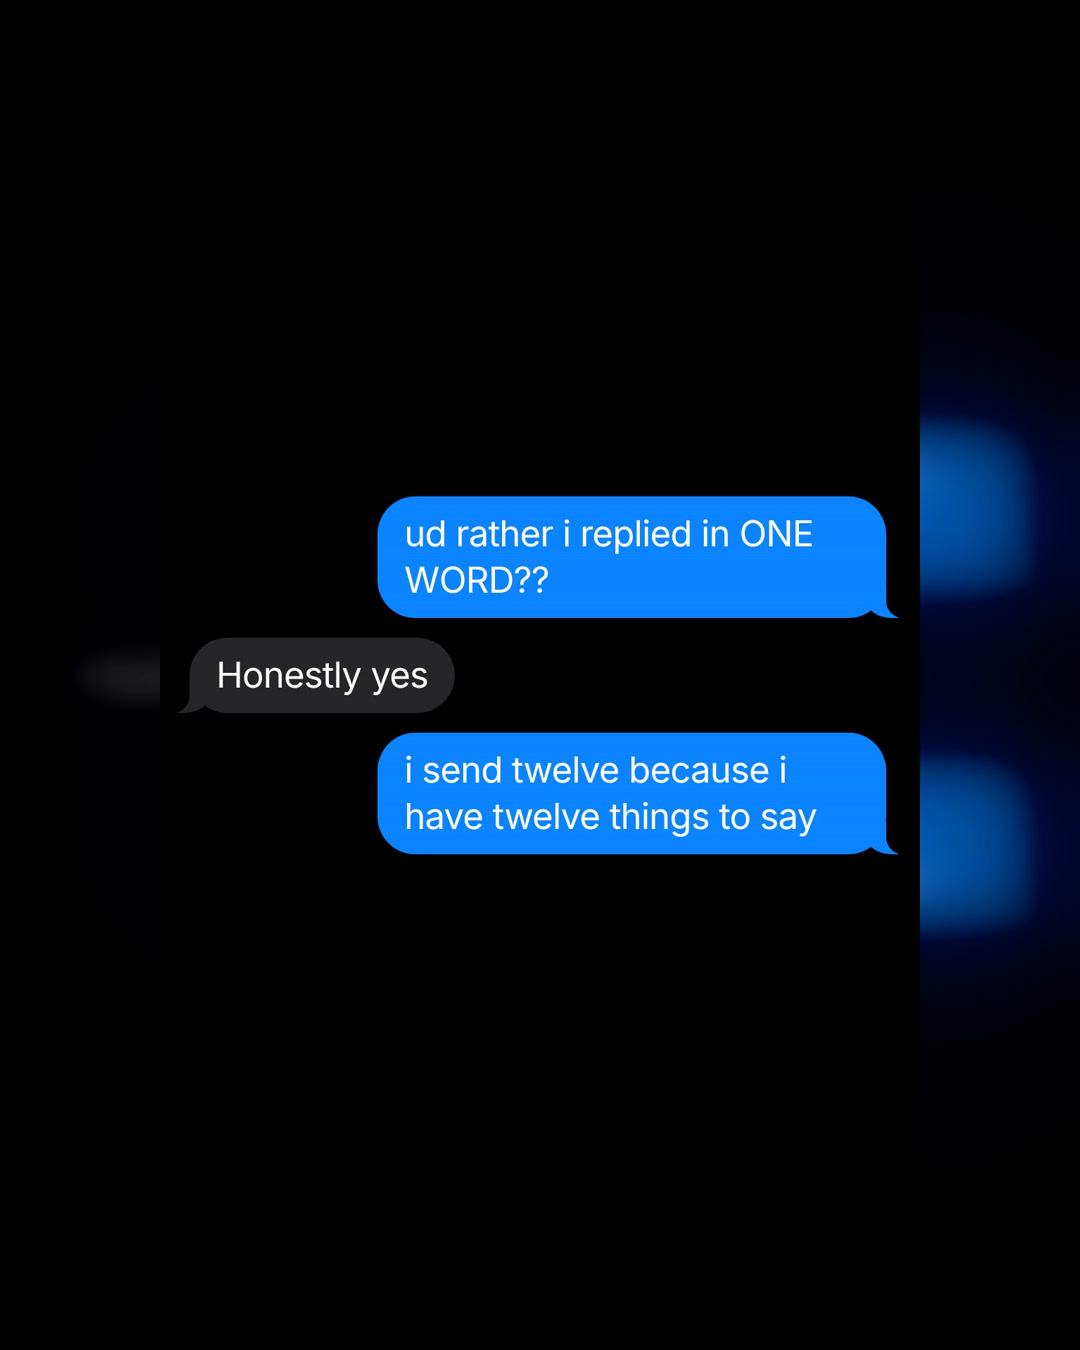 ud rather i replied in ONE
WORD??
Honestly yes
i send twelve because i
have twelve things to say